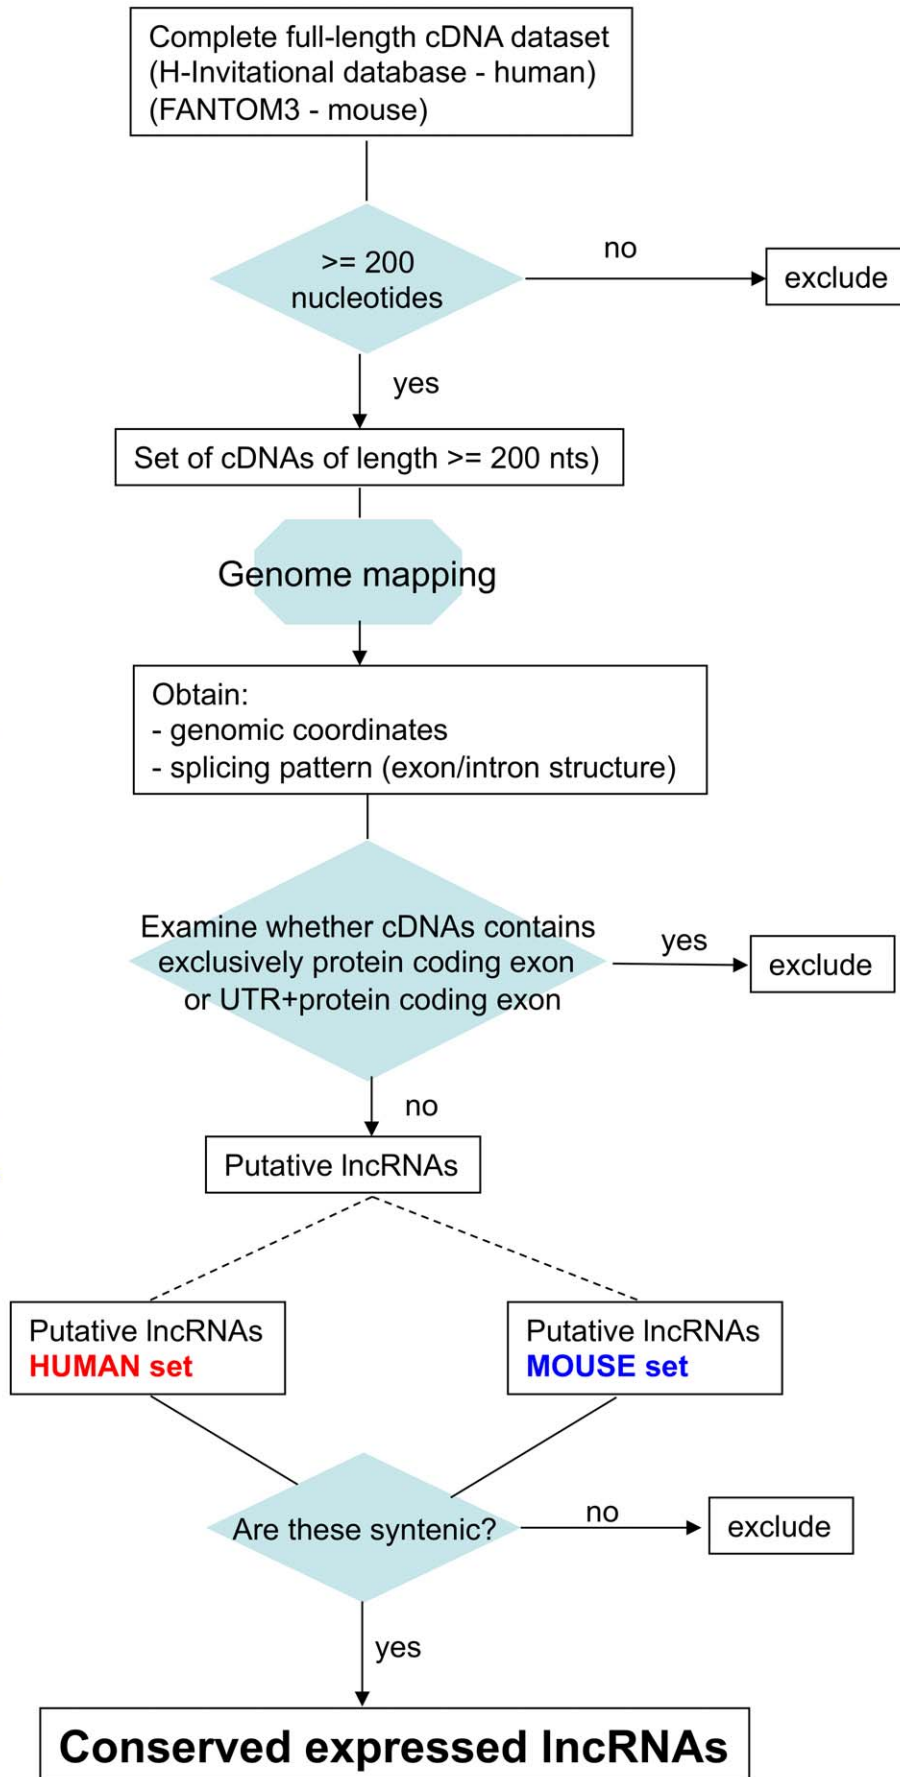 Complete full-length cDNA dataset
(H-Invitational database - human)
(FANTOM3 - mouse)
>= 200
nucleotides
no
exclude
yes
Set of cDNAs of length >= 200 nts)
Genome mapping
Obtain:
- genomic coordinates
- splicing pattern (exon/intron structure)
Examine whether cDNAs contains
exclusively protein coding exon
or UTR+protein coding exon
yes
exclude
no
Putative lncRNAs
Putative lncRNAs
HUMAN set
Putative lncRNAs
MOUSE set
Are these syntenic?
no
exclude
yes
Conserved expressed lncRNAs